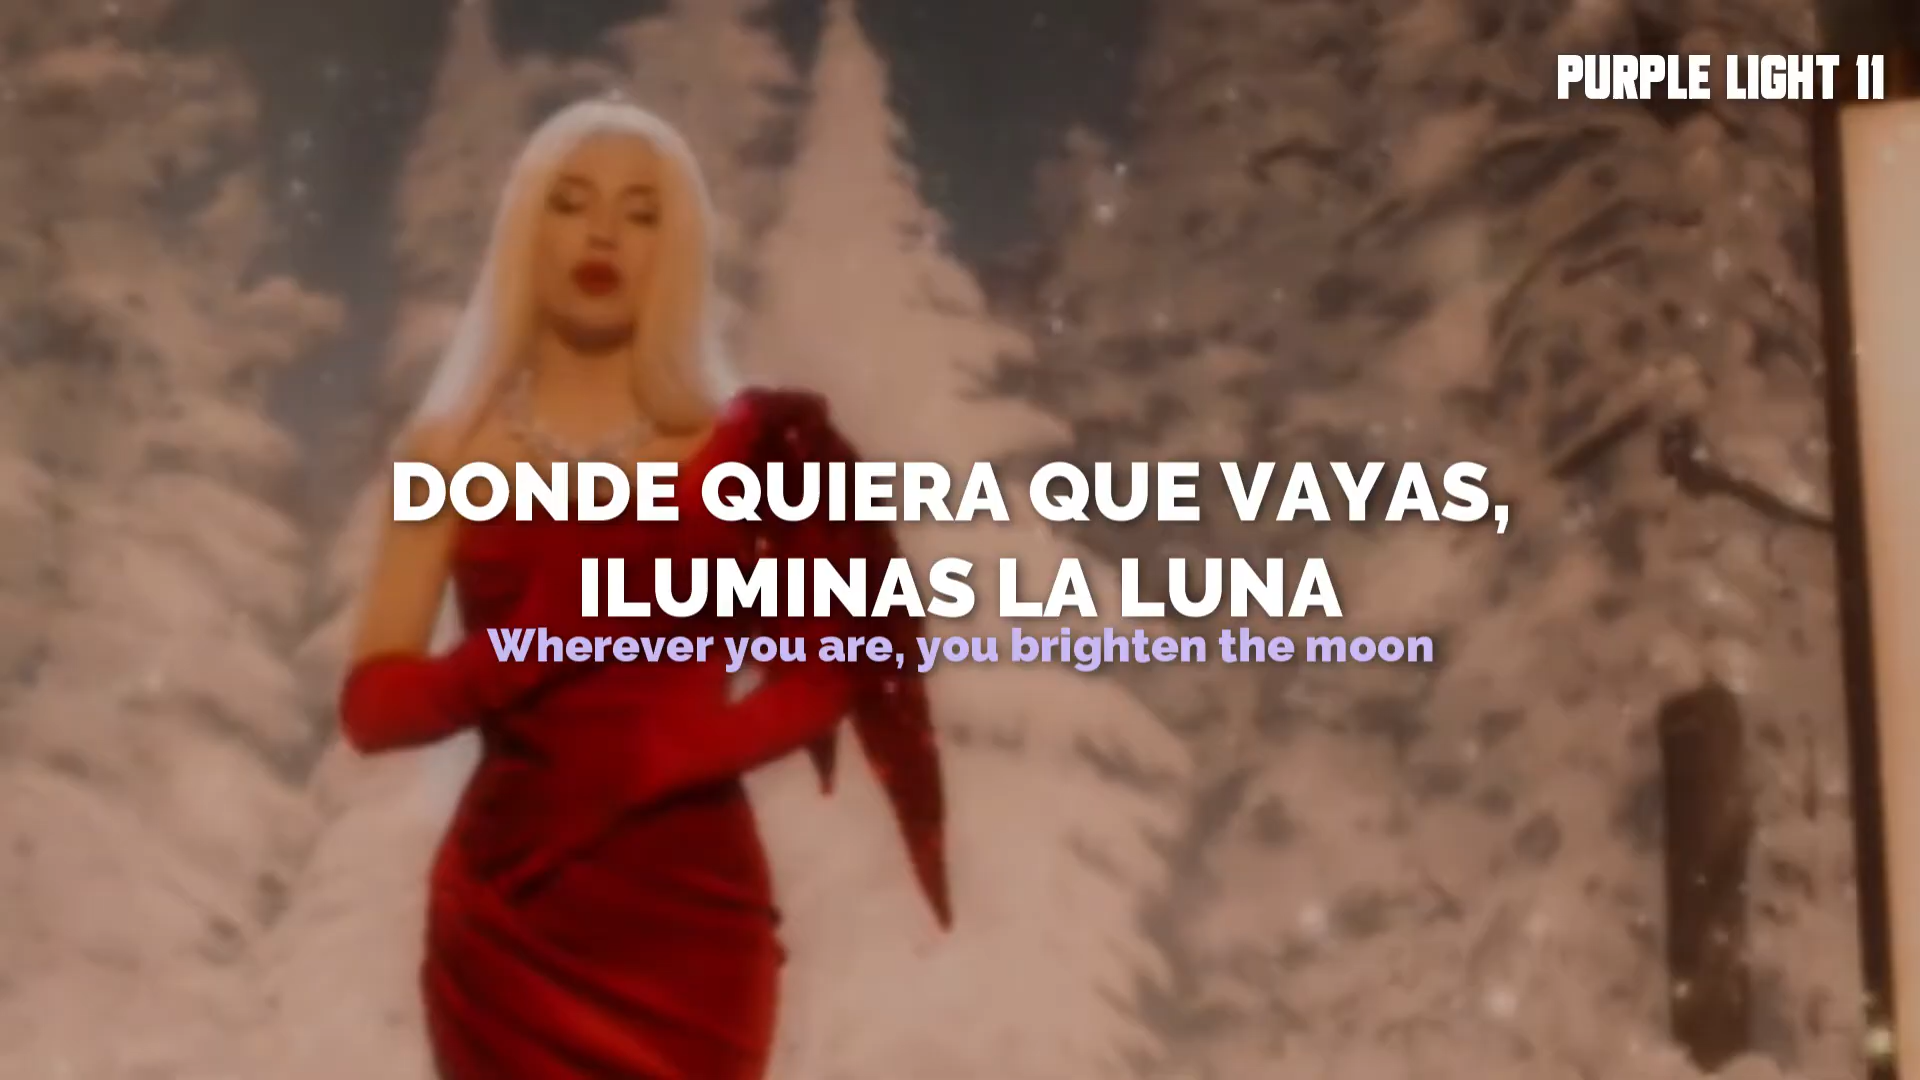 PURPLE LIGHT 11
DONDE QUIERA QUE VAYAS,
ILUMINAS LA LUNA
Wherever you are, you brighten the moon